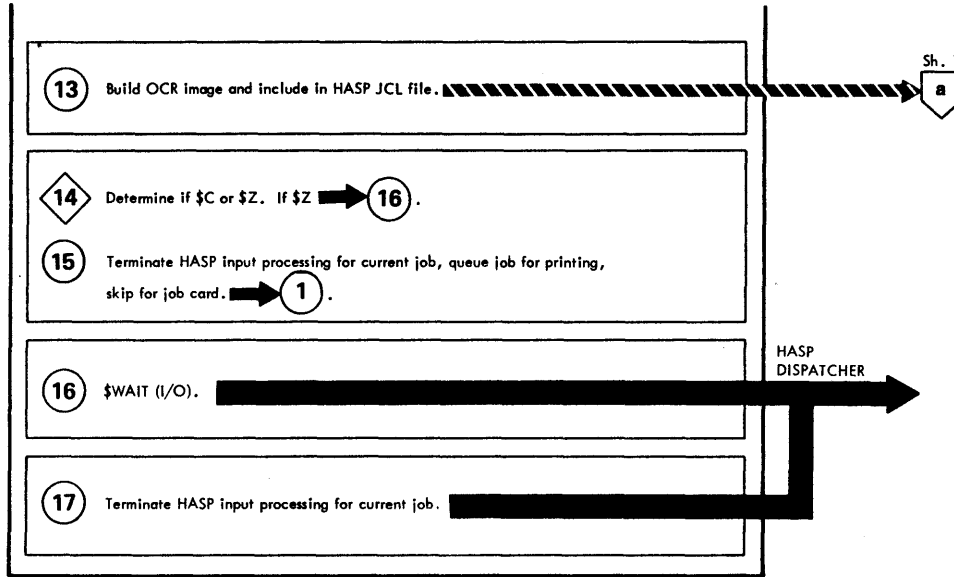 Sh.
a
13 Build OCR image and include in HASP JCL file.
14 Determine if $C or $Z. If $Z 16 .
15 Terminate HASP input processing for current job, queue job for printing,
skip for job card. 1 .
HASP
DISPATCHER
16 $WAIT (I/O).
17 Terminate HASP input processing for current job.